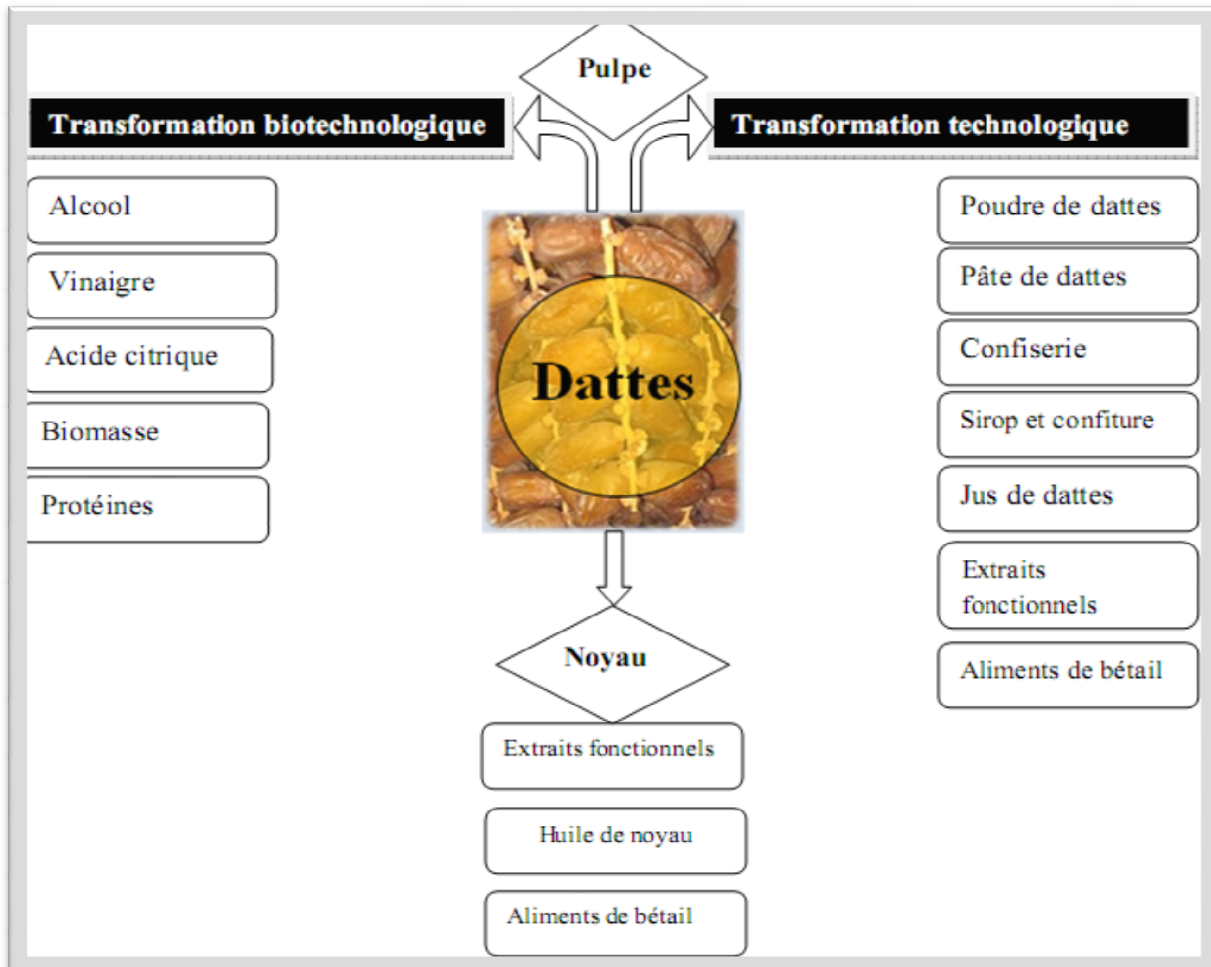 Pulpe
Transformation biotechnologique
Transformation technologique
Alcool
Vinaigre
Acide citrique
Biomasse
Protéines
Dattes
Poudre de dattes
Pâte de dattes
Confiserie
Sirop et confiture
Jus de dattes
Extraits
fonctionnels
Aliments de bétail
Noyau
Extraits fonctionnels
Huile de noyau
Aliments de bétail